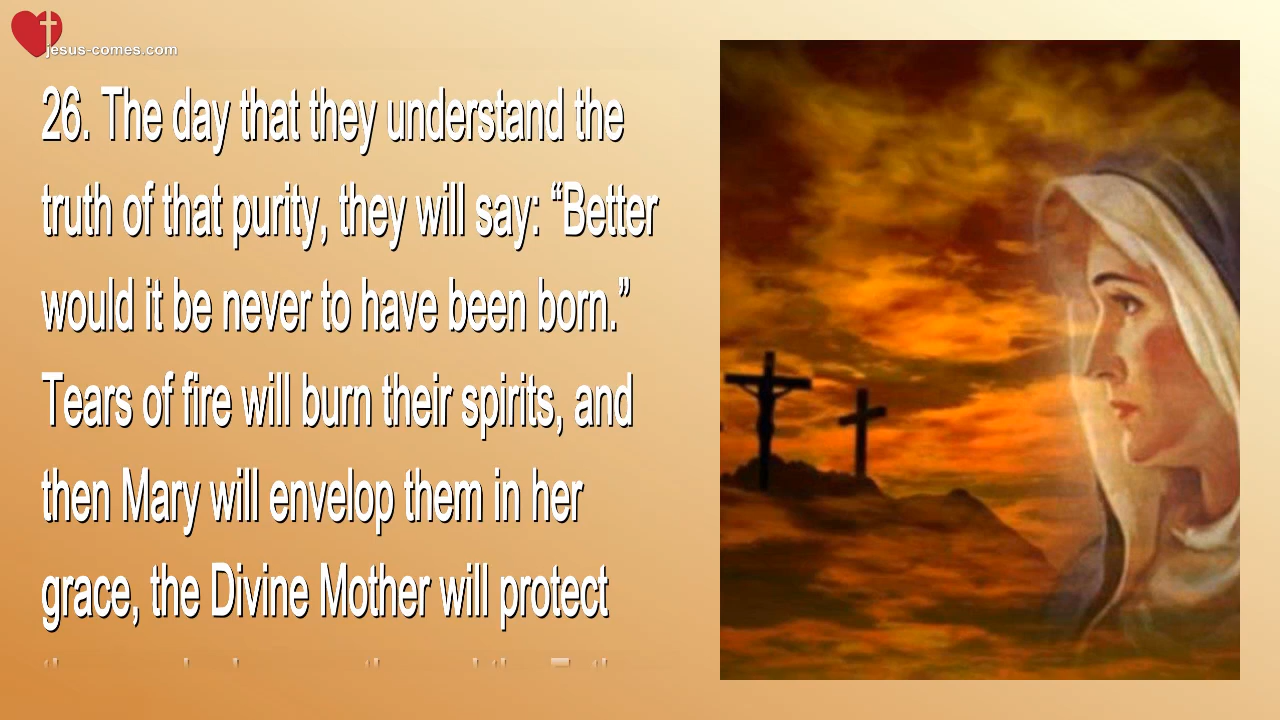 jesus-comes.com
26. The day that they understand the
truth of that purity, they will say: “Better
would it be never to have been born.”
Tears of fire will burn their spirits, and
then Mary will envelop them in her
grace, the Divine Mother will protect